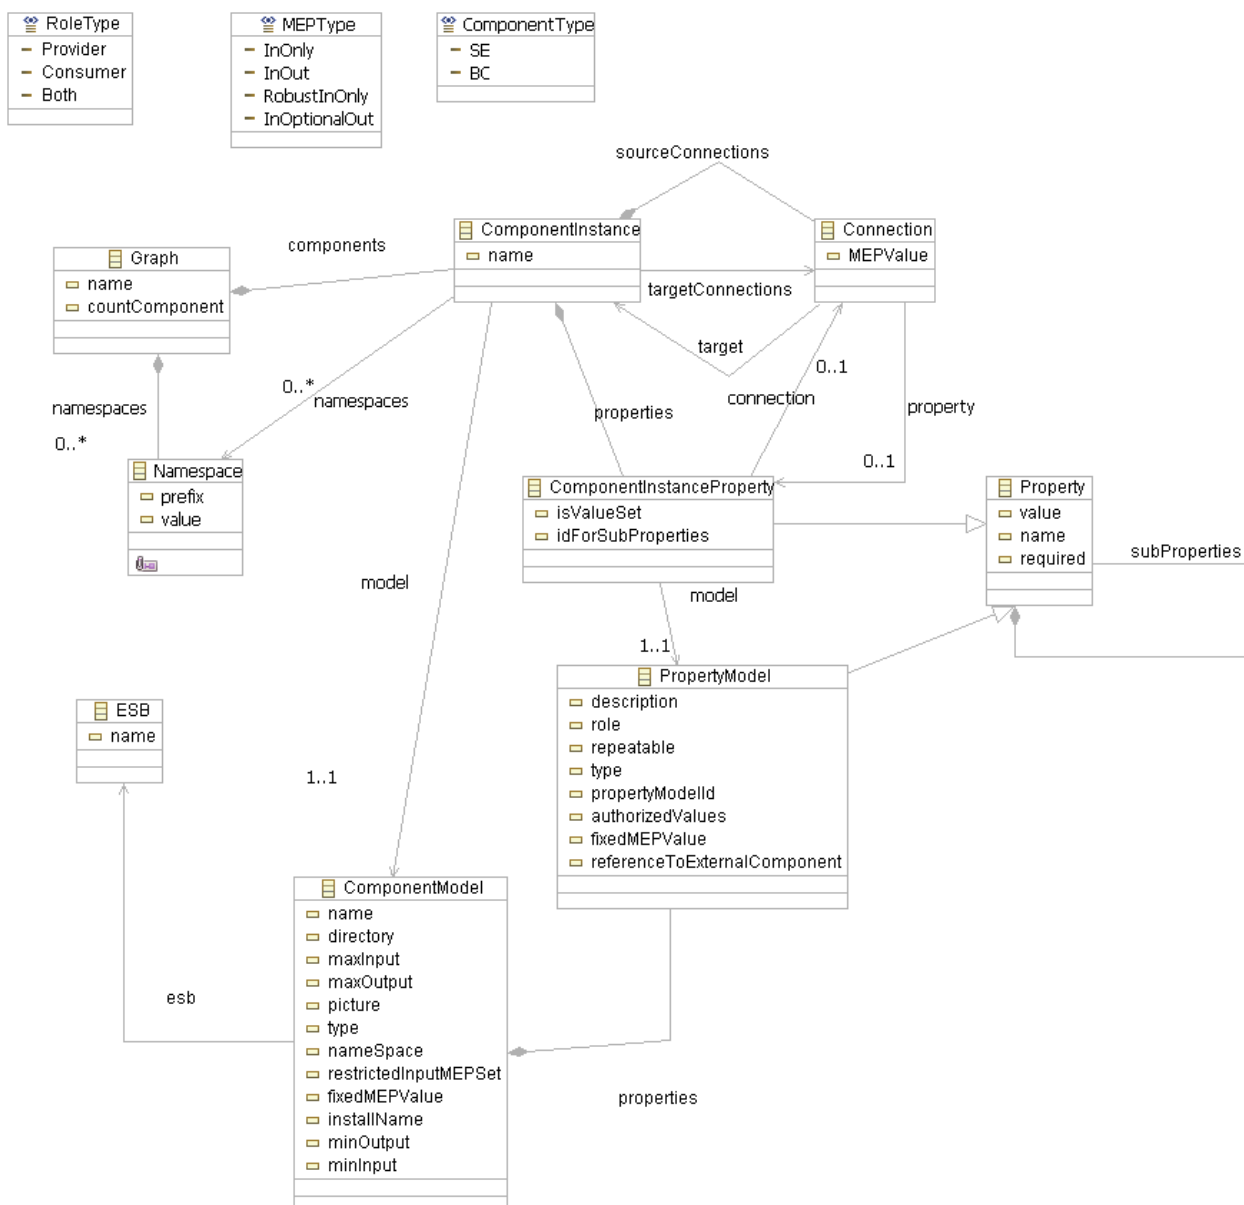 RoleType
Provider
Consumer
Both
MEPType
InOnly
InOut
RobustInOnly
InOptionalOut
ComponentType
SE
BC
sourceConnections
ComponentInstance
name
Connection
MEPValue
components
Graph
name
countComponent
targetConnections
target
0..1
connection
property
0..*
namespaces
properties
namespaces
0..*
0..1
Namespace
prefix
value
ComponentInstanceProperty
isValueSet
idForSubProperties
Property
value
name
required
subProperties
model
model
1..1
PropertyModel
description
role
repeatable
type
propertyModelId
authorizedValues
fixedMEPValue
referenceToExternalComponent
ESB
name
1..1
ComponentModel
name
directory
maxInput
maxOutput
picture
type
nameSpace
restrictedInputMEPSet
fixedMEPValue
installName
minOutput
minInput
esb
properties